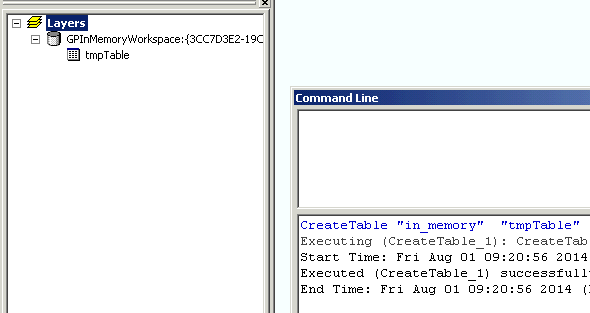 Layers
GPInMemoryWorkspace:{3CC7D3E2-19C
tmpTable
Command Line
CreateTable "in_memory"  "tmpTable"
Executing (CreateTable_1): CreateTab
Start Time: Fri Aug 01 09:20:56 2014
Executed (CreateTable_1) successfully
End Time: Fri Aug 01 09:20:56 2014 (